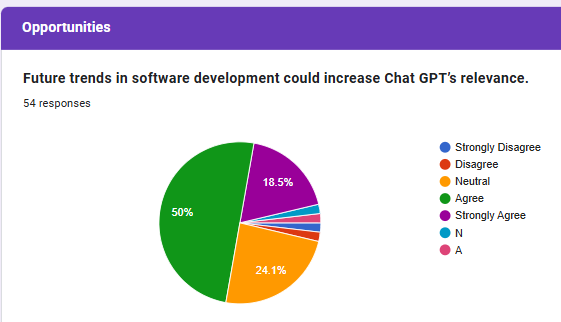 Opportunities
Future trends in software development could increase Chat GPT's relevance.
54 responses
18.5%
50%
24.1%
Strongly Disagree
Disagree
Neutral
Agree
Strongly Agree
N
A